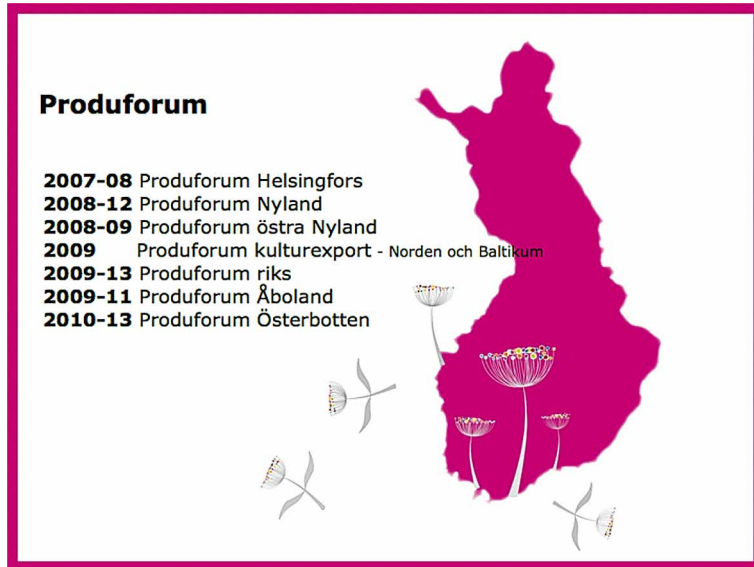 Produforum
2007-08 Produforum Helsingfors
2008-12 Produforum Nyland
2008-09 Produforum östra Nyland
2009 Produforum kulturexport - Norden och Baltikum
2009-13 Produforum riks
2009-11 Produforum Åboland
2010-13 Produforum Österbotten